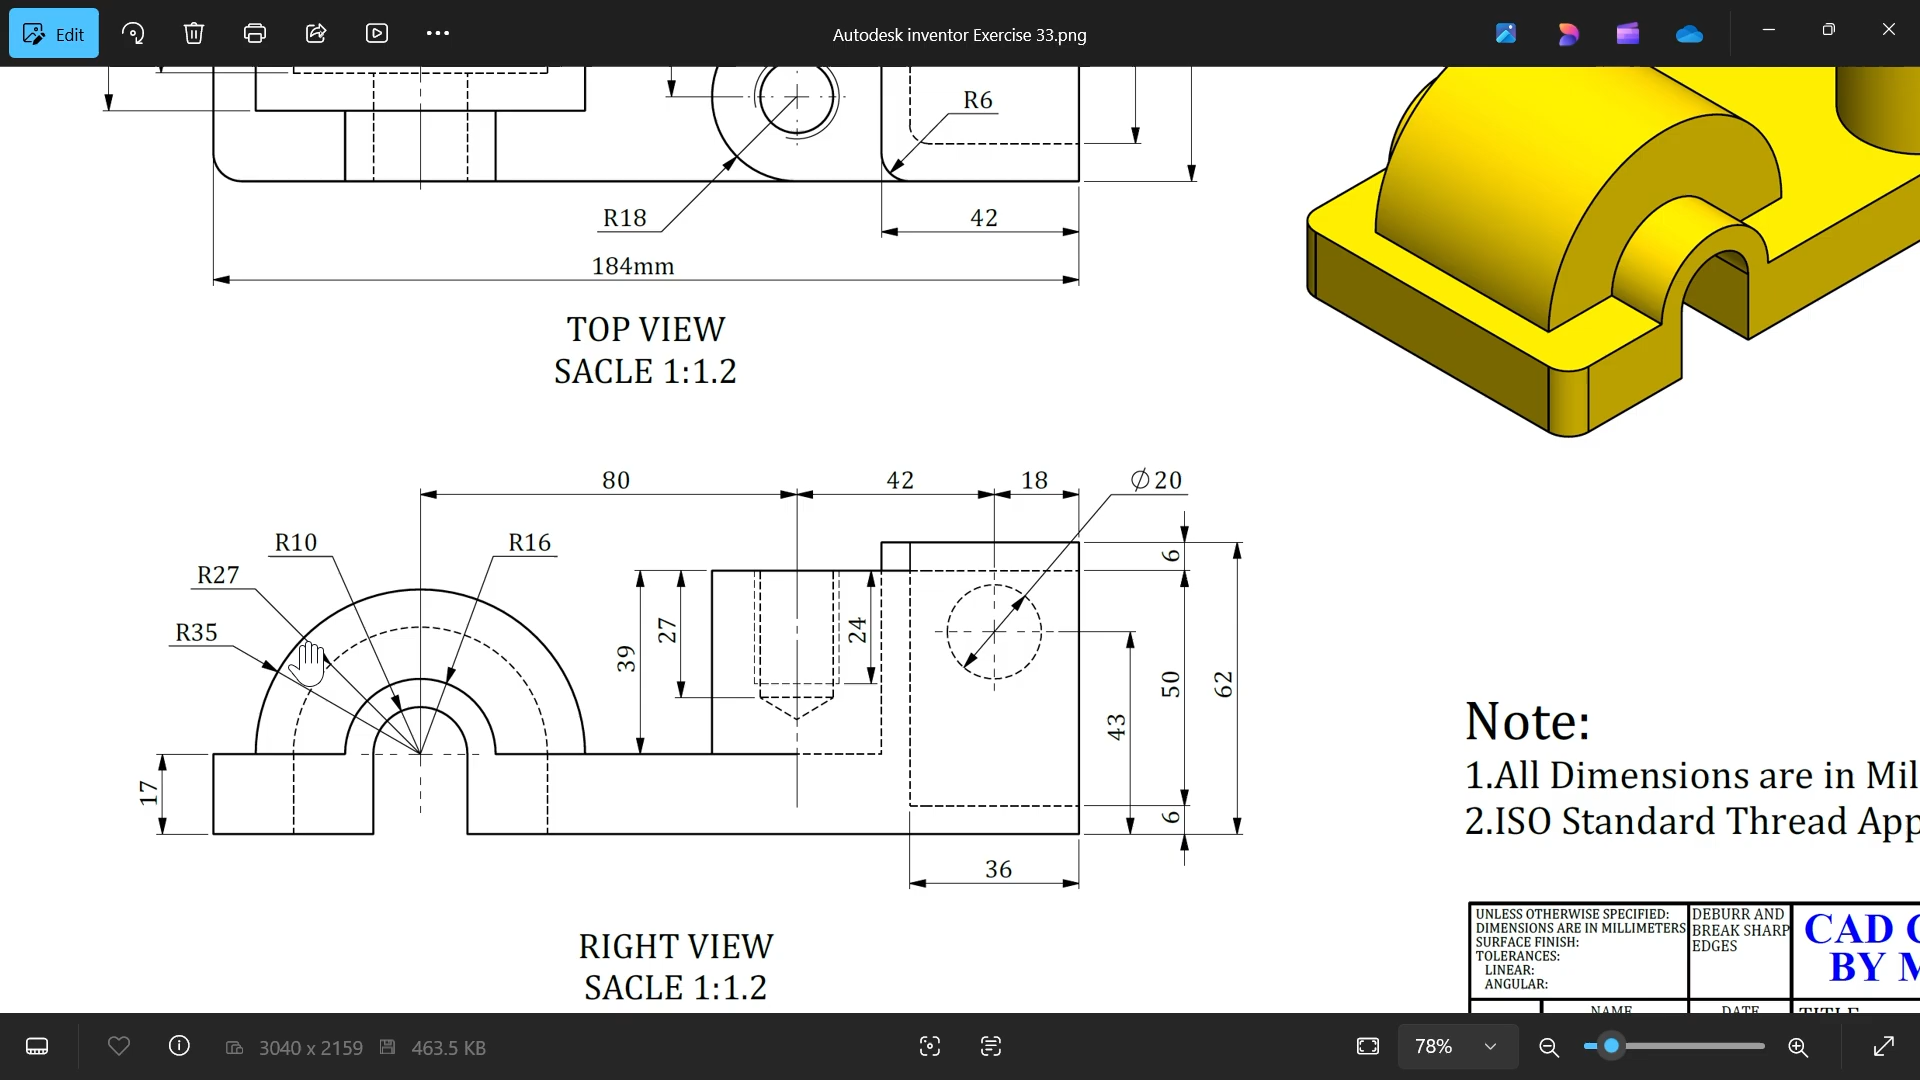 Edit
Autodesk inventor Exercise 33.png
R6
R18
42
184mm
TOP VIEW
SACLE 1:1.2
80
42
18
∅20
R10
R16
R27
R35
39
27
24
6
50
62
43
6
17
36
RIGHT VIEW
SACLE 1:1.2
Note:
1.All Dimensions are in Mil
2.ISO Standard Thread App
UNLESS OTHERWISE SPECIFIED:
DIMENSIONS ARE IN MILLIMETERS
SURFACE FINISH:
TOLERANCES:
LINEAR:
ANGULAR:
DEBURR AND
BREAK SHARP
EDGES
CAD
BY M
NAME
DATE
TITLE
3040 x 2159
463.5 KB
78%